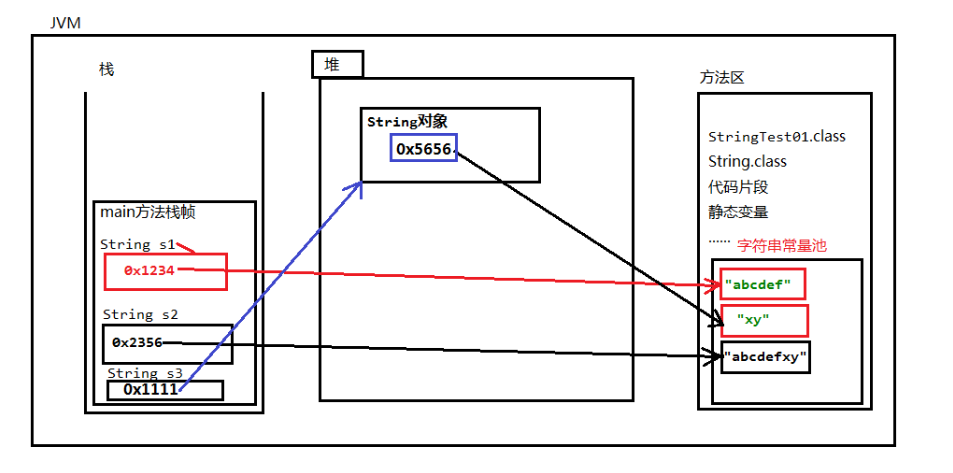 JVM
栈
堆
方法区
String对象
0x5656
StringTest01.class
String.class
代码片段
静态变量
...... 字符串常量池
main方法栈帧
String s1
0x1234
"abcdef"
String s2
"xy"
0x2356
"abcdefxy"
String s3
0x1111